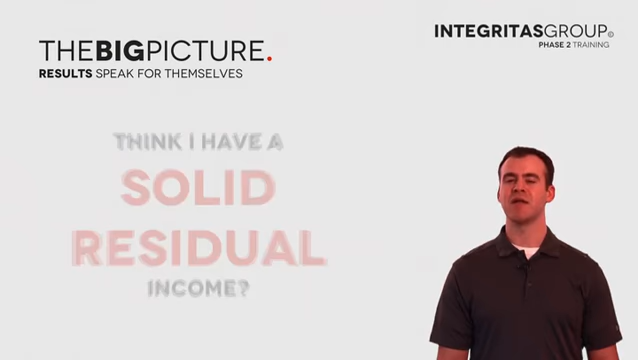 THEBIGPICTURE.
RESULTS SPEAK FOR THEMSELVES
INTEGRITASGROUP©
PHASE 2 TRAINING
THINK I HAVE A
SOLID
RESIDUAL
INCOME?